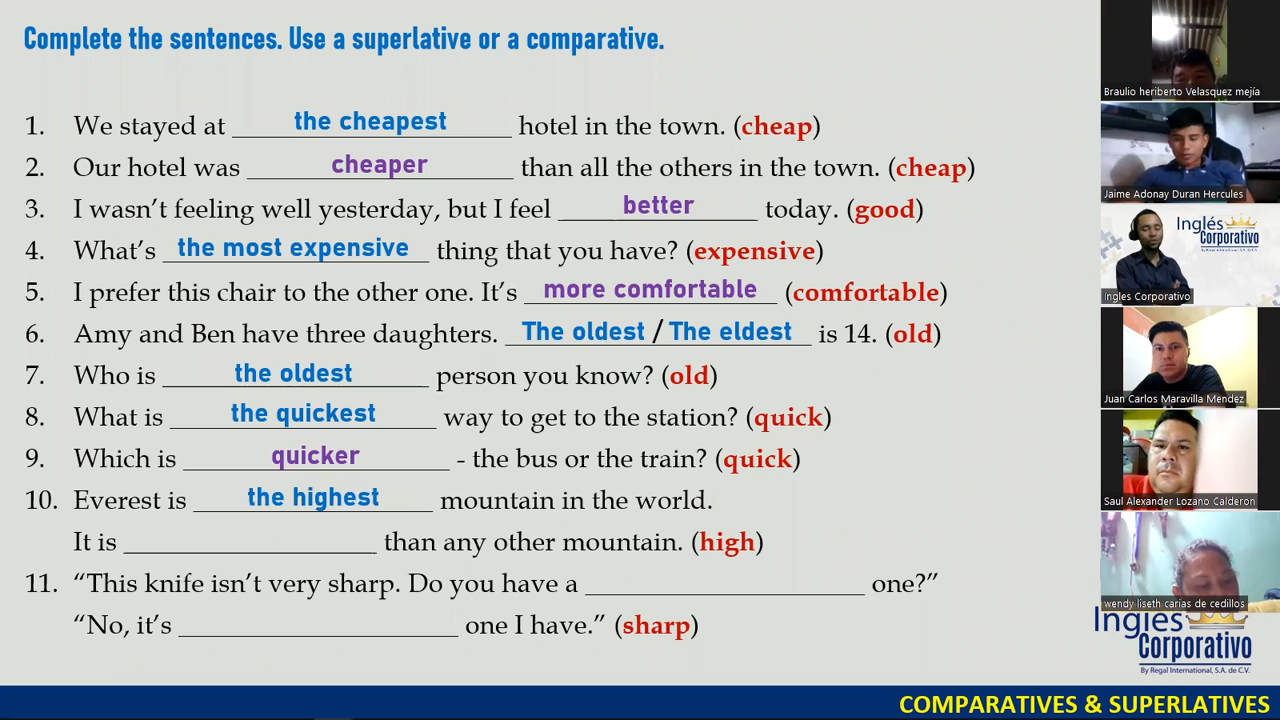 Complete the sentences. Use a superlative or a comparative.
1. We stayed at the cheapest hotel in the town. (cheap)
2. Our hotel was cheaper than all the others in the town. (cheap)
3. I wasn't feeling well yesterday, but I feel better today. (good)
4. What's the most expensive thing that you have? (expensive)
5. I prefer this chair to the other one. It's more comfortable (comfortable)
6. Amy and Ben have three daughters. The oldest / The eldest is 14. (old)
7. Who is the oldest person you know? (old)
8. What is the quickest way to get to the station? (quick)
9. Which is quicker - the bus or the train? (quick)
10. Everest is the highest mountain in the world.
It is ____________________ than any other mountain. (high)
11. “This knife isn't very sharp. Do you have a ____________________ one?”
“No, it's ____________________ one I have.” (sharp)
COMPARATIVES & SUPERLATIVES
Braulio heriberto Velasquez mejía
Jaime Adonay Duran Hercules
Inglés
Corporativo
By Regal International, S.A. de C.V.
Ingles Corporativo
Juan Carlos Maravilla Mendez
Saul Alexander Lozano Calderon
wendy liseth carias de cedillos
Inglés
Corporativo
By Regal International, S.A. de C.V.